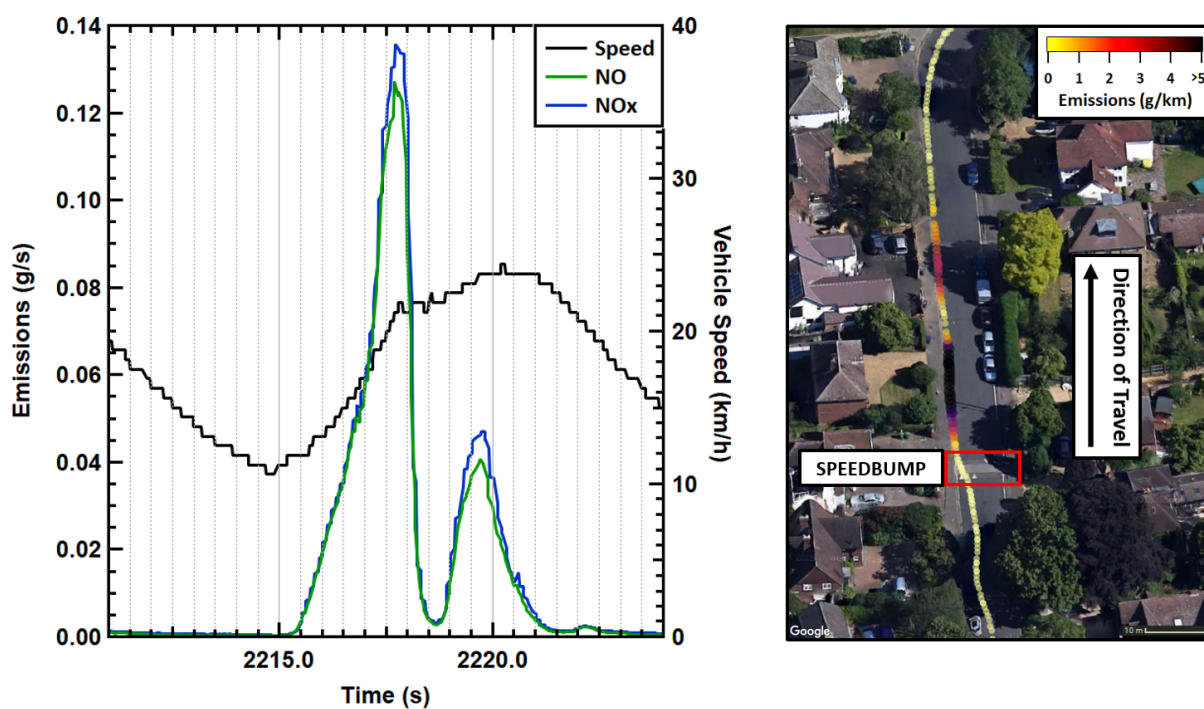 0.14
0.12
0.10
0.08
0.06
0.04
0.02
0.00
Emissions (g/s)
Speed
NO
NOx
40
30
20
10
0
Vehicle Speed (km/h)
2215.0
2220.0
Time (s)
0 1 2 3 4 >5
Emissions (g/km)
Direction of Travel
SPEEDBUMP
Google
10 m